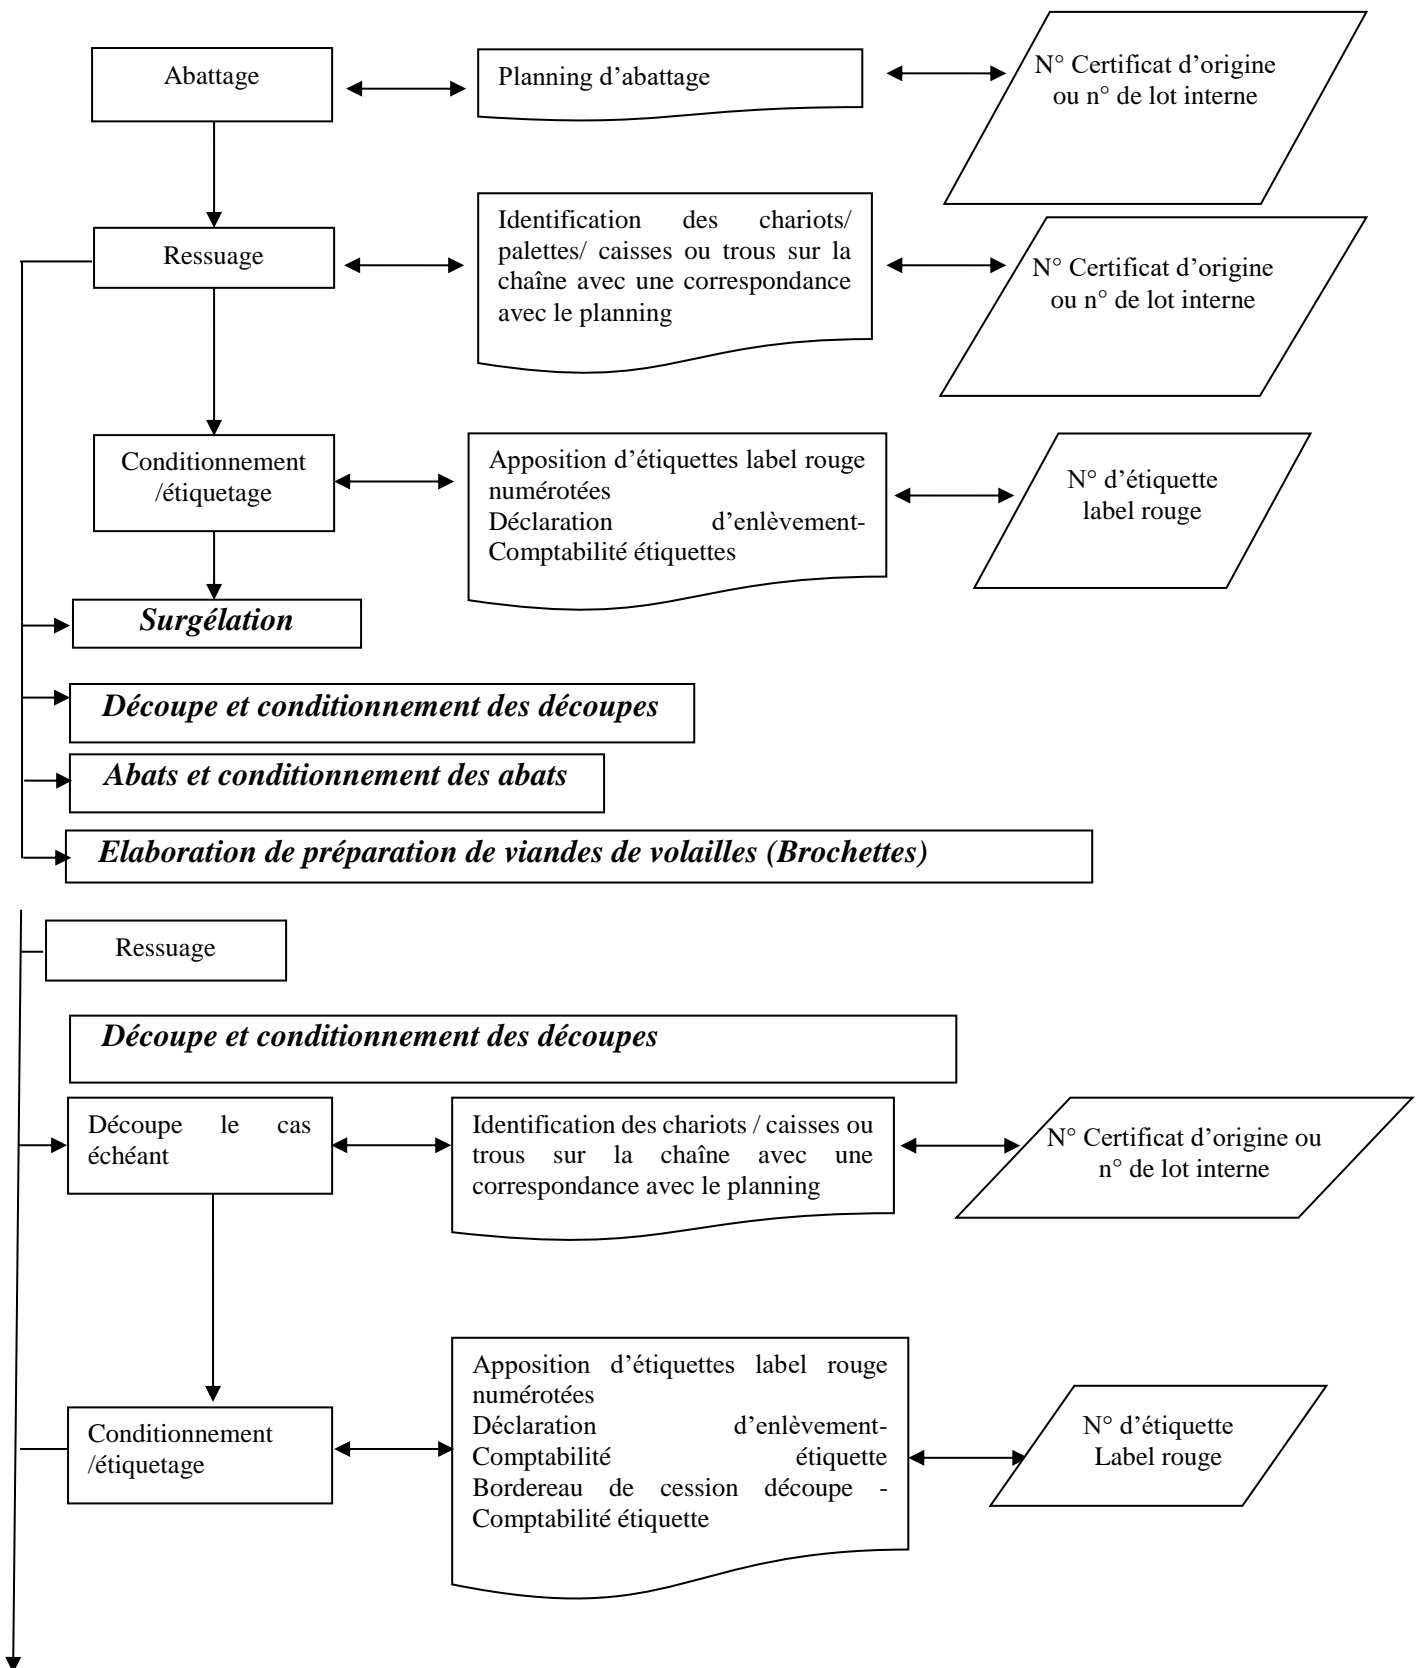 Abattage
Planning d’abattage
N° Certificat d’origine
ou n° de lot interne
Ressuage
Identification des chariots/
palettes/ caisses ou trous sur la
chaîne avec une correspondance
avec le planning
N° Certificat d’origine
ou n° de lot interne
Conditionnement
/étiquetage
Apposition d’étiquettes label rouge
numérotées
Déclaration d’enlèvement-
Comptabilité étiquettes
N° d’étiquette
label rouge
Surgélation
Découpe et conditionnement des découpes
Abats et conditionnement des abats
Elaboration de préparation de viandes de volailles (Brochettes)
Ressuage
Découpe et conditionnement des découpes
Découpe le cas
échéant
Identification des chariots / caisses ou
trous sur la chaîne avec une
correspondance avec le planning
N° Certificat d’origine ou
n° de lot interne
Conditionnement
/étiquetage
Apposition d’étiquettes label rouge
numérotées
Déclaration d’enlèvement-
Comptabilité étiquette
Bordereau de cession découpe -
Comptabilité étiquette
N° d’étiquette
Label rouge